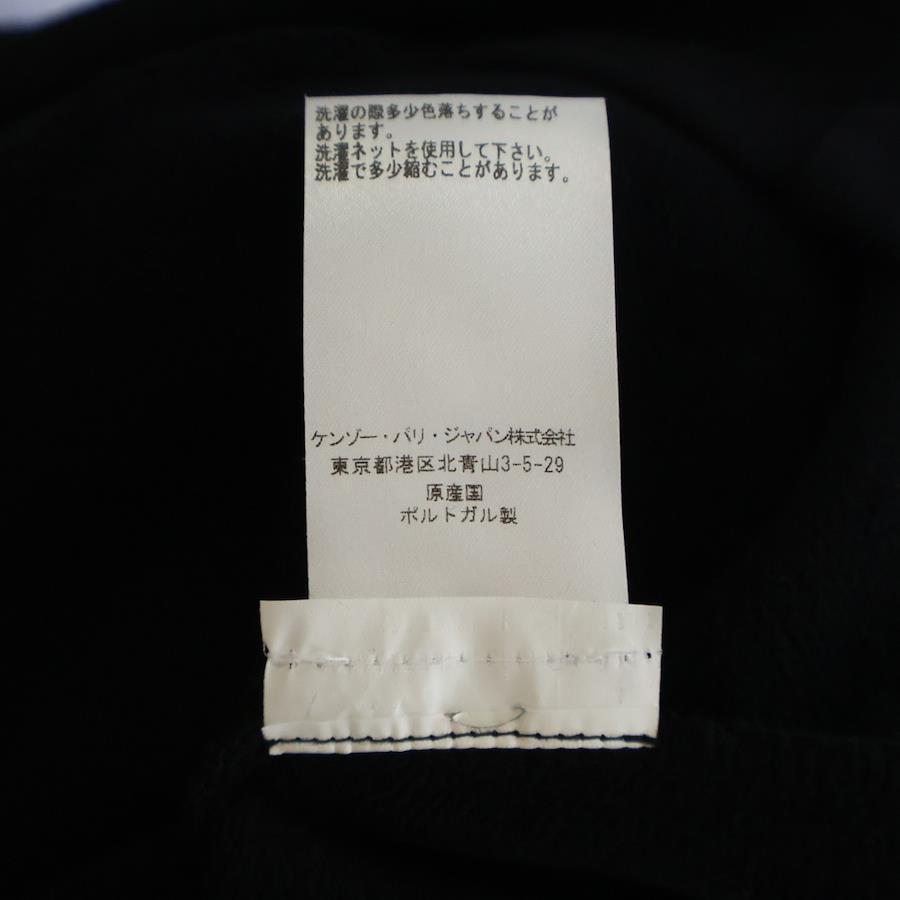 洗濯の際多少色落ちすることが
あります。
洗濯ネットを使用して下さい。
洗濯で多少縮むことがあります。
ケンゾー・パリ・ジャパン株式会社
東京都港区北青山3-5-29
原産国
ポルトガル製